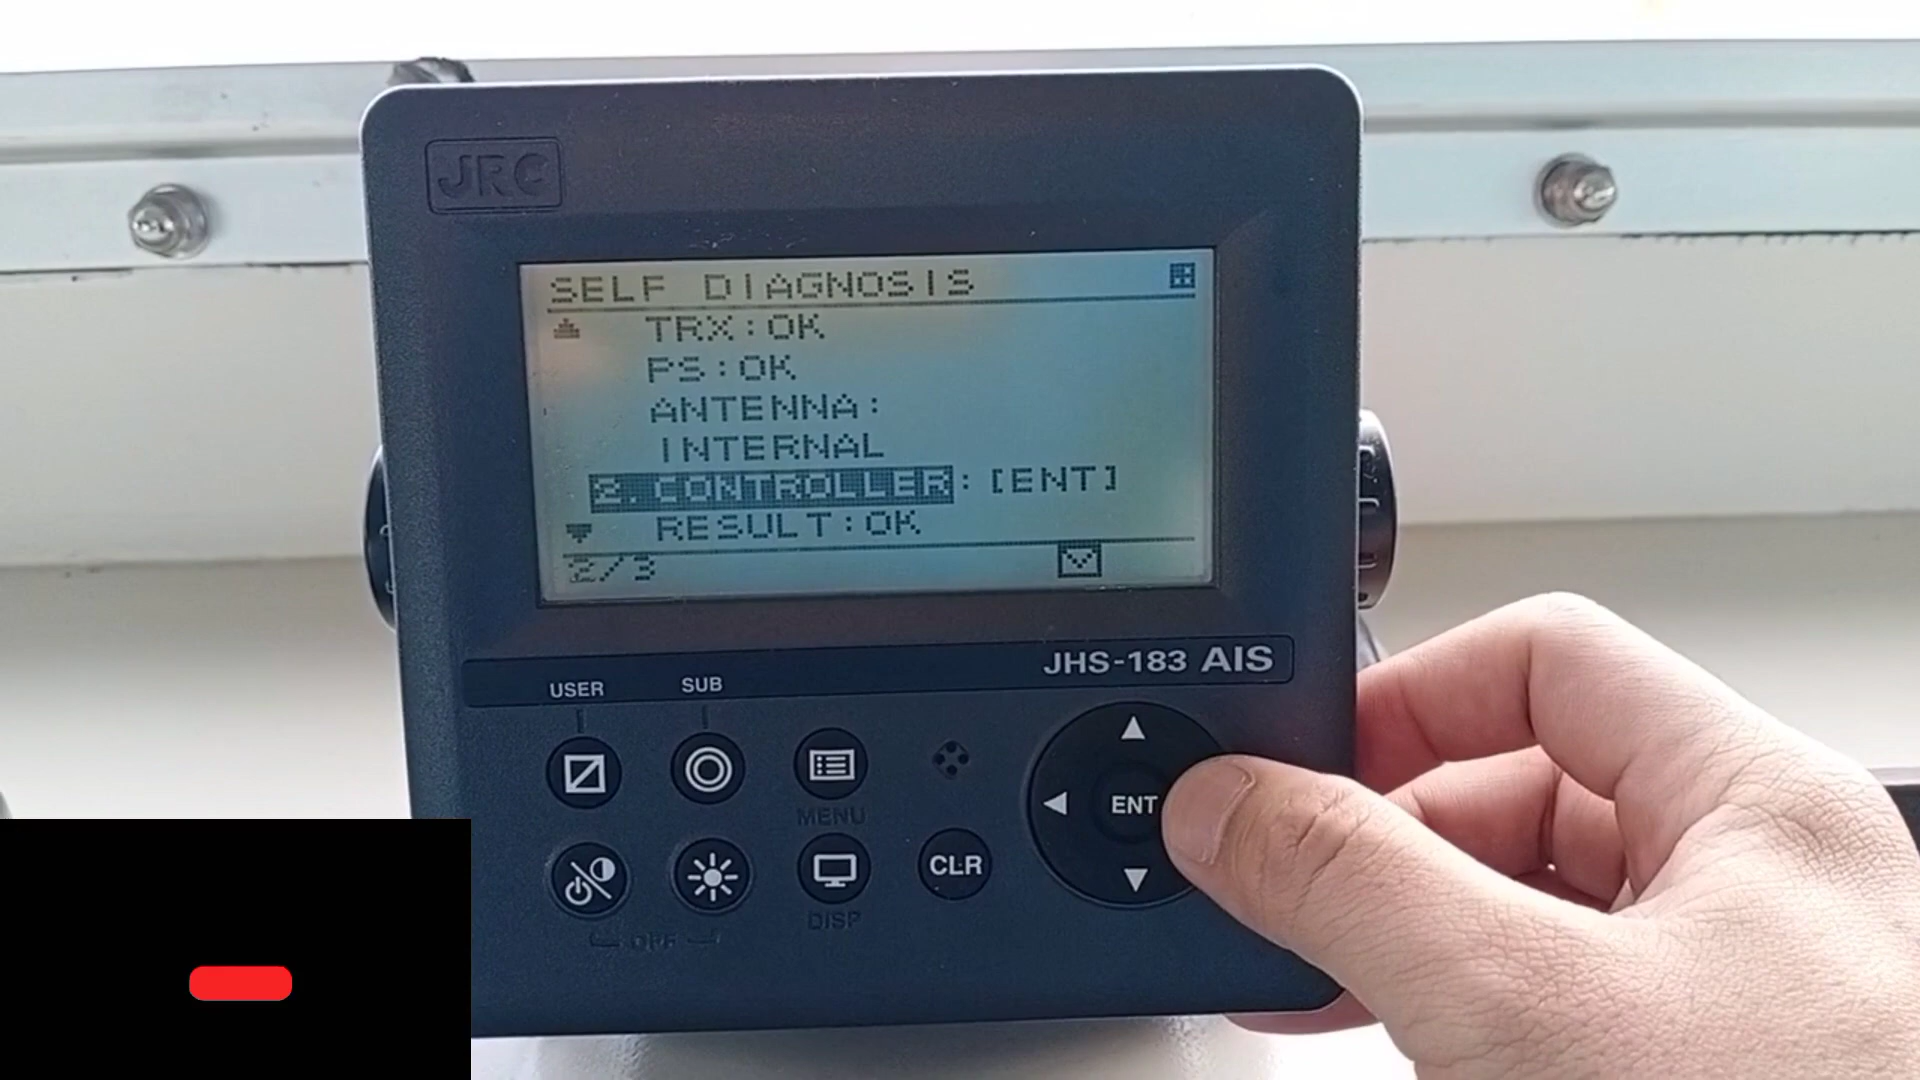 JRC
SELF DIAGNOSIS
TRX:OK
PS:OK
ANTENNA:
INTERNAL
2.CONTROLLER:[ENT]
RESULT:OK
2/3
JHS-183 AIS
USER SUB
MENU
ENT
CLR
DISP
OFF